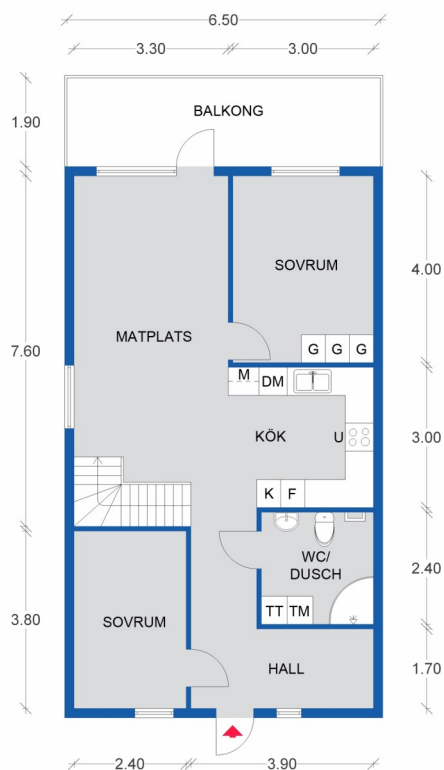 6.50
3.30 3.00
BALKONG
1.90
SOVRUM
4.00
MATPLATS
G G G
7.60
M DM
KÖK U
3.00
K F
WC/
DUSCH
2.40
TT TM
SOVRUM
3.80
HALL
1.70
2.40 3.90